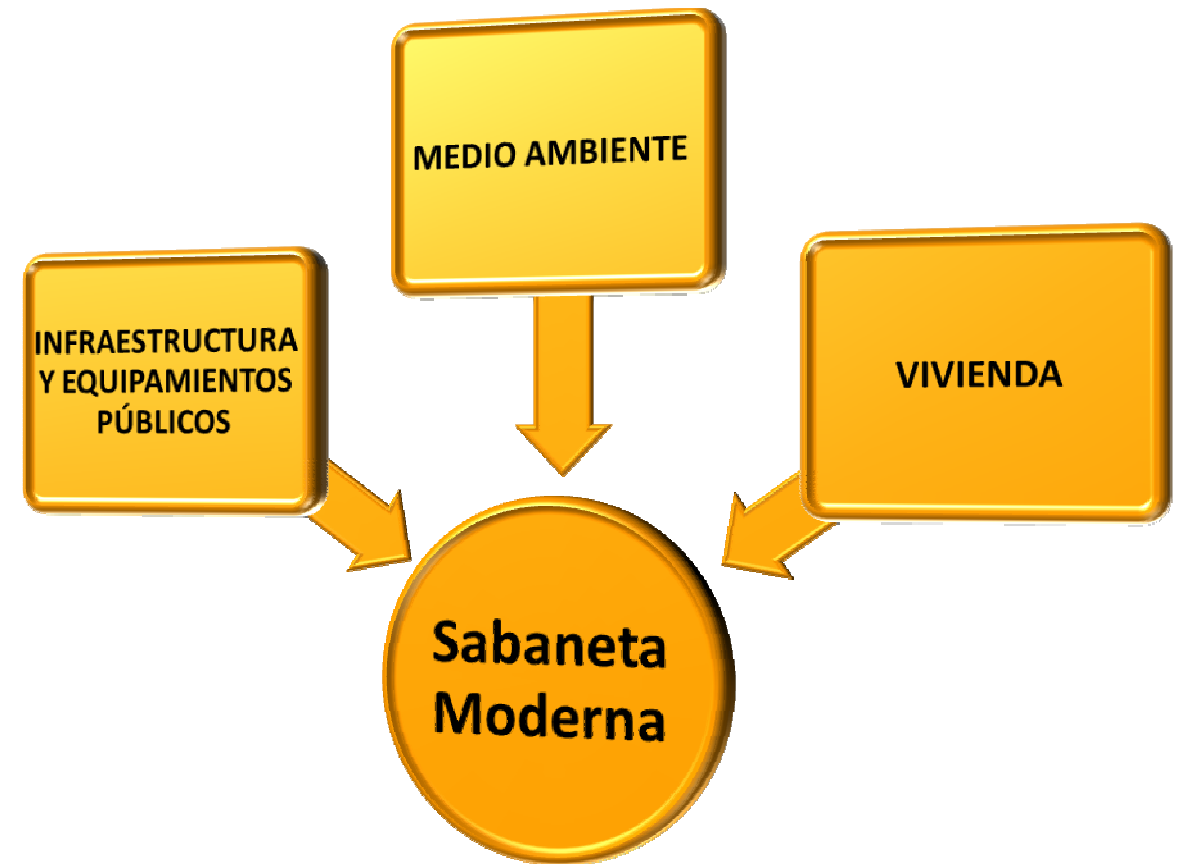 MEDIO AMBIENTE
INFRAESTRUCTURA
Y EQUIPAMIENTOS
PÚBLICOS
VIVIENDA
Sabaneta
Moderna